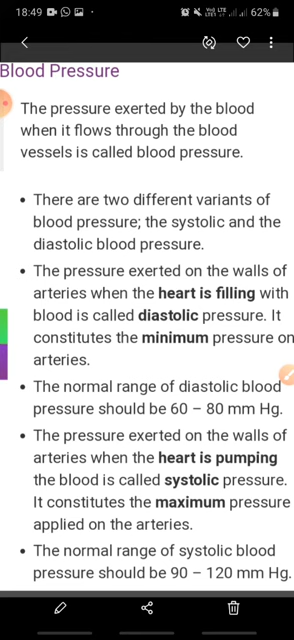 18:49
Vo) LTE
LTE1
62%
Blood Pressure
The pressure exerted by the blood
when it flows through the blood
vessels is called blood pressure.
• There are two different variants of
blood pressure; the systolic and the
diastolic blood pressure.
• The pressure exerted on the walls of
arteries when the heart is filling with
blood is called diastolic pressure. It
constitutes the minimum pressure on
arteries.
• The normal range of diastolic blood
pressure should be 60 – 80 mm Hg.
• The pressure exerted on the walls of
arteries when the heart is pumping
the blood is called systolic pressure.
It constitutes the maximum pressure
applied on the arteries.
• The normal range of systolic blood
pressure should be 90 – 120 mm Hg.